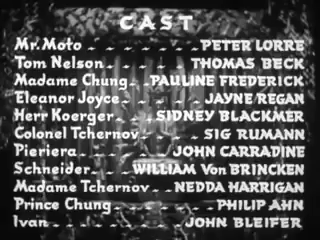 CAST
Mr. Moto PETER LORRE
Tom Nelson THOMAS BECK
Madame Chung PAULINE FREDERICK
Eleanor Joyce JAYNE REGAN
Herr Koerger SIDNEY BLACKMER
Colonel Tchernov SIG RUMANN
Pieriera JOHN CARRADINE
Schneider WILLIAM Von BRINCKEN
Madame Tchernov NEDDA HARRIGAN
Prince Chung PHILIP AHN
Ivan JOHN BLEIFER